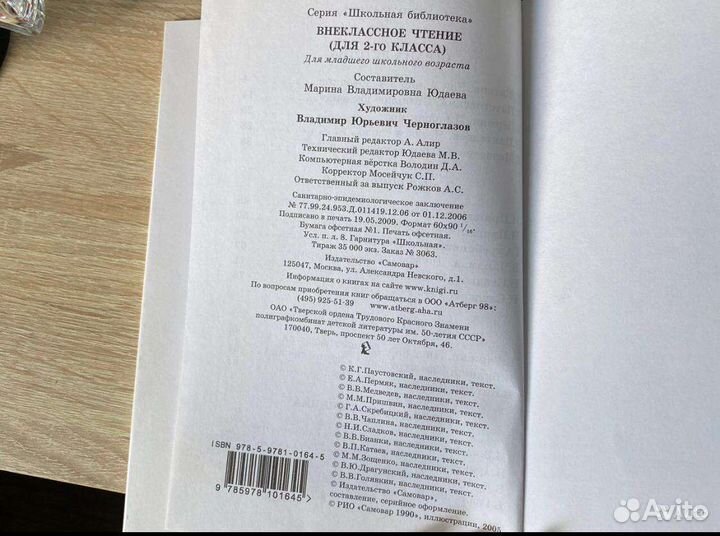 Серия «Школьная библиотека»
ВНЕКЛАССНОЕ ЧТЕНИЕ
(ДЛЯ 2-го КЛАССА)
Для младшего школьного возраста
Составитель
Марина Владимировна Юдаева
Художник
Владимир Юрьевич Черноглазов
Главный редактор А. Алир
Технический редактор Юдаева М.В.
Компьютерная вёрстка Володин Д.А.
Корректор Мосейчук С.П.
Ответственный за выпуск Рожков А.С.
Санитарно-эпидемиологическое заключение
№ 77.99.24.953.Д.011419.12.06 от 01.12.2006
Подписано в печать 19.05.2009. Формат 60х90 1/16.
Бумага офсетная №1. Печать офсетная.
Усл. п. л. 8. Гарнитура «Школьная».
Тираж 35 000 экз. Заказ № 3063.
Издательство «Самовар»
125047, Москва, ул. Александра Невского, д.1.
Информация о книгах на сайте www.knigi.ru
По вопросам приобретения книг обращаться в ООО «Атберг 98»:
(495) 925-51-39 www.atberg.aha.ru
ОАО «Тверской ордена Трудового Красного Знамени
полиграфкомбинат детской литературы им. 50-летия СССР»
170040, Тверь, проспект 50 лет Октября, 46.
© К.Г.Паустовский, наследники, текст.
© Е.А.Пермяк, наследники, текст.
© В.В.Медведев, наследники, текст.
© М.М.Пришвин, наследники, текст.
© Г.А.Скребицкий, наследники, текст.
© В.В.Чаплина, наследники, текст.
© Н.И.Сладков, наследники, текст.
© В.В.Бианки, наследники, текст.
© В.П.Катаев, наследники, текст.
© М.М.Зощенко, наследники, текст.
© В.Ю.Драгунский, наследники, текст.
© В.В.Голявкин, наследники, текст.
© Издательство «Самовар»,
составление, серийное оформление.
© РИО «Самовар 1990», иллюстрации, 2005
ISBN 978-5-9781-0164-5
9 785978 101645
Avito